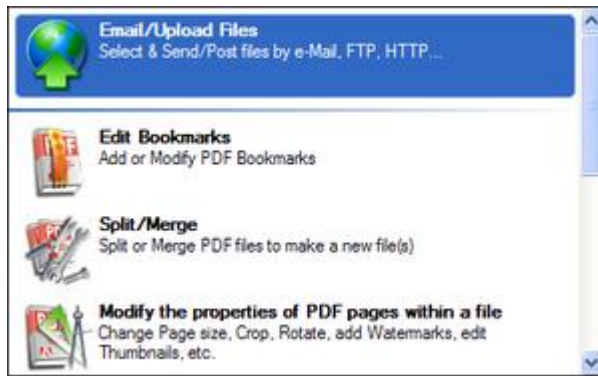 Email/Upload Files
Select & Send/Post files by e-Mail, FTP, HTTP...
Edit Bookmarks
Add or Modify PDF Bookmarks
Split/Merge
Split or Merge PDF files to make a new file(s)
Modify the properties of PDF pages within a file
Change Page size, Crop, Rotate, add Watermarks, edit
Thumbnails, etc.